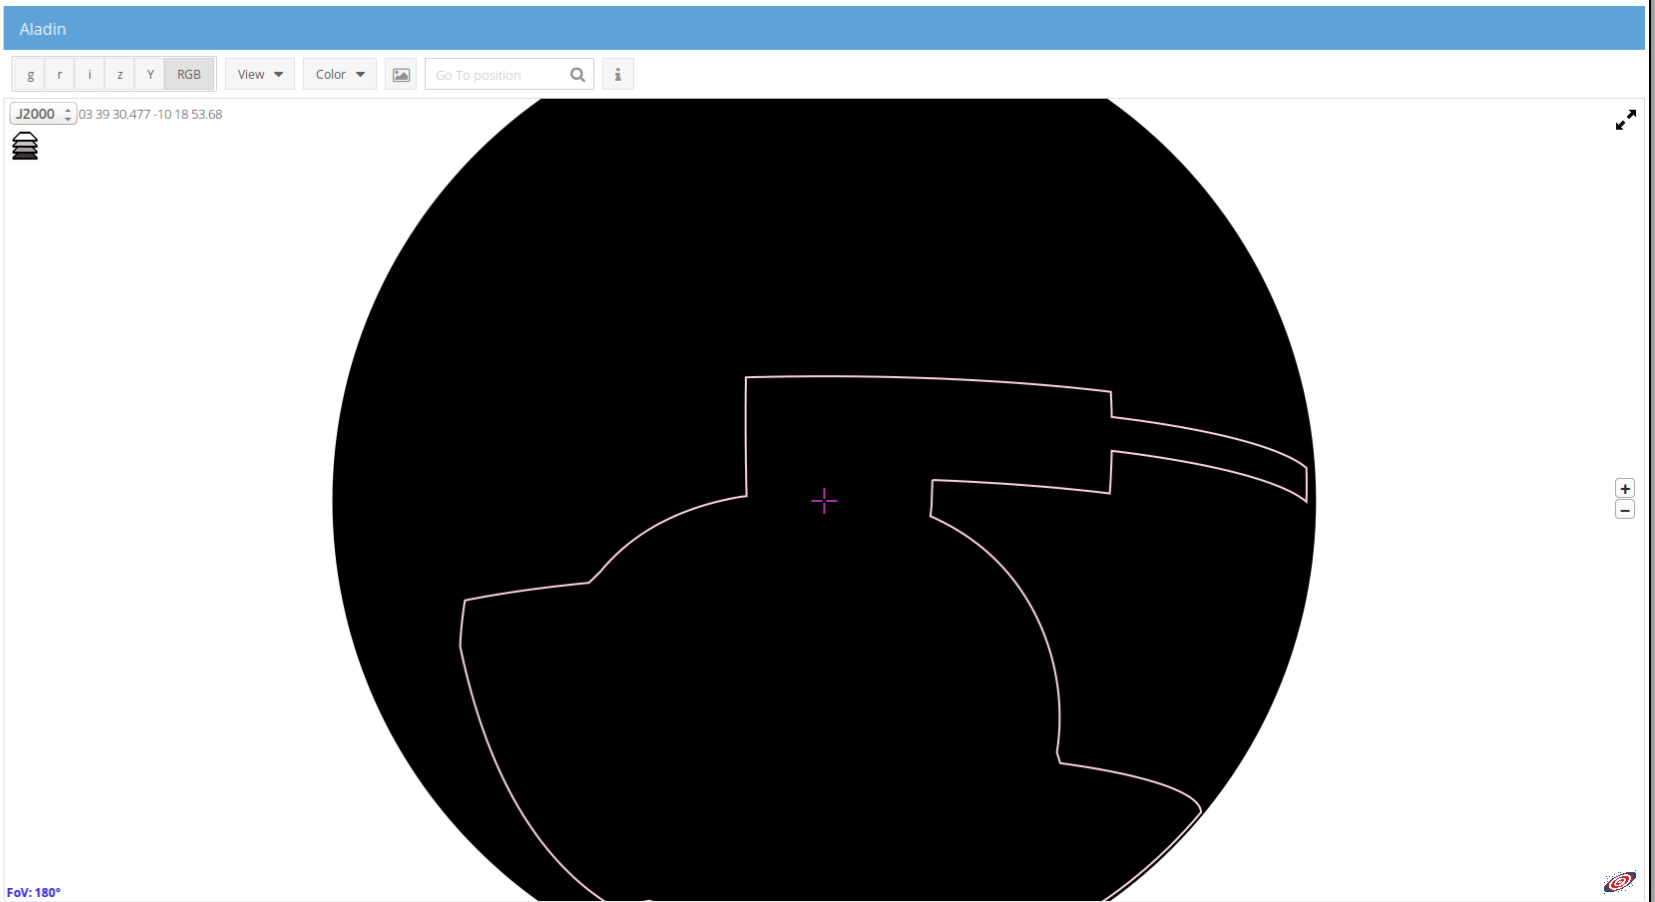 Aladin
g r i z Y RGB View Color Go To position i
J2000 03 39 30.477 -10 18 53.68
+
−
FoV: 180°